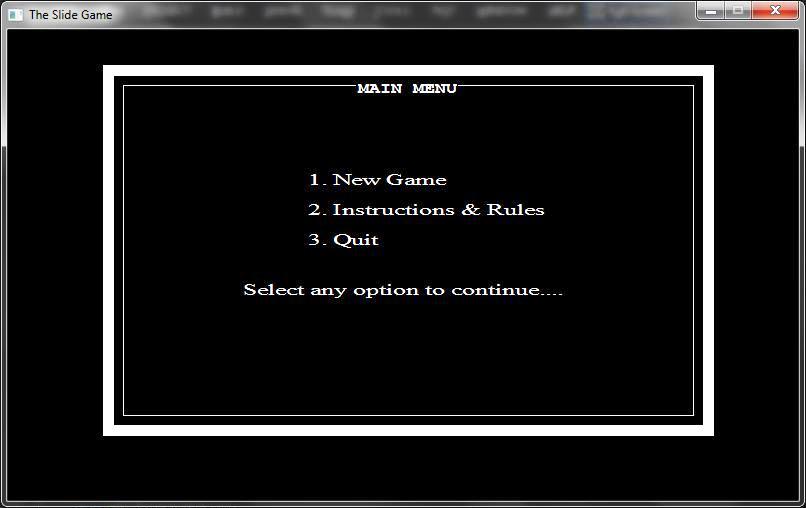 The Slide Game
MAIN MENU
1. New Game
2. Instructions & Rules
3. Quit
Select any option to continue....